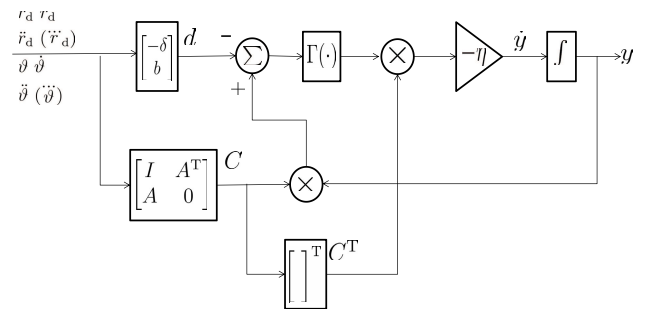 r_d ṙ_d
r̈_d (r⃛_d)
ϑ ϑ̇
ϑ̈ (ϑ⃛)
[−δ
b]
d
−
Σ
+
Γ(·)
×
−η
ẏ
∫
y
[I Aᵀ
A 0]
C
×
[ ]ᵀ
Cᵀ